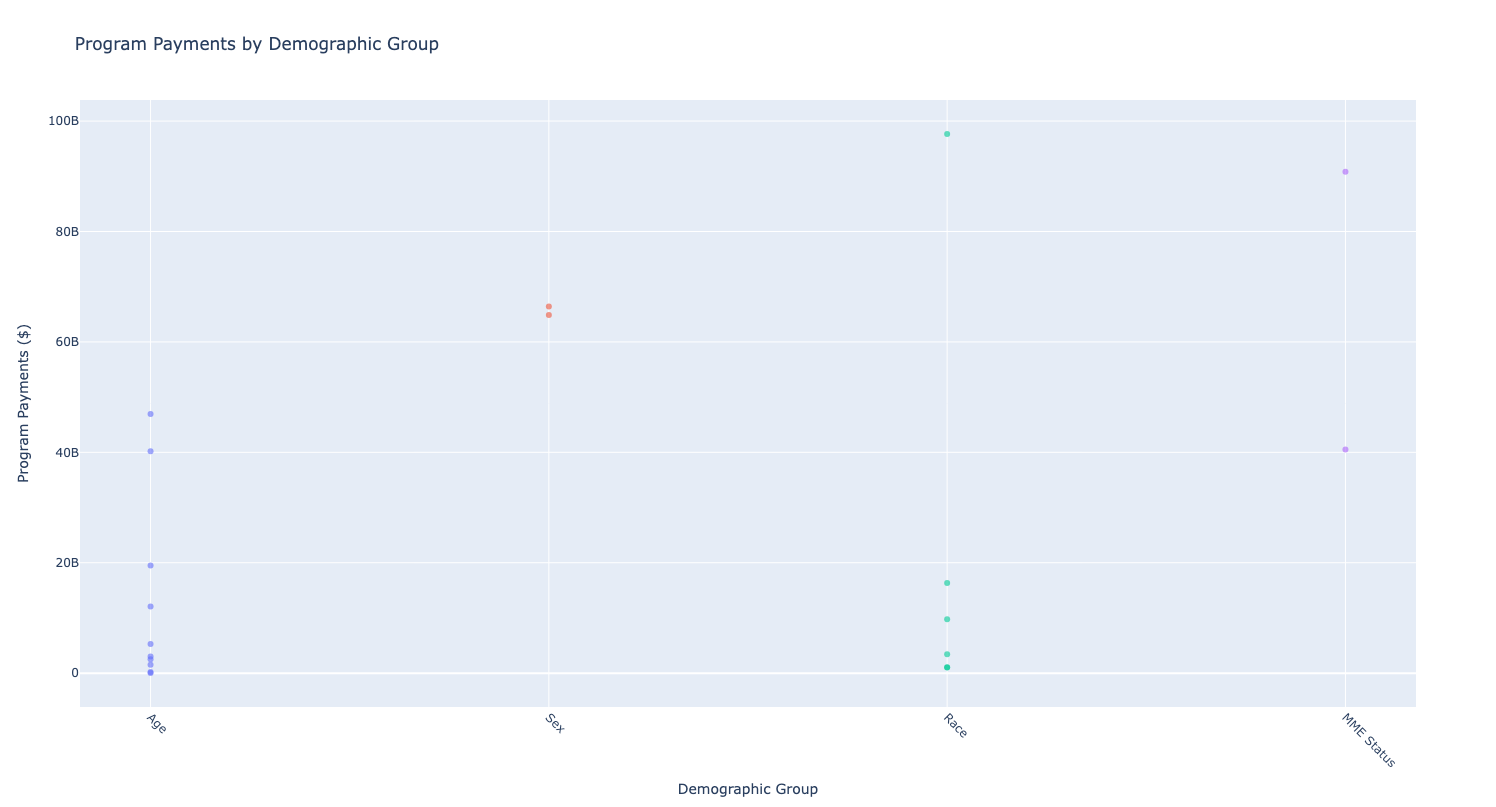 Program Payments by Demographic Group
100B
80B
60B
40B
20B
0
Program Payments ($)
Age
Sex
Race
MME Status
Demographic Group